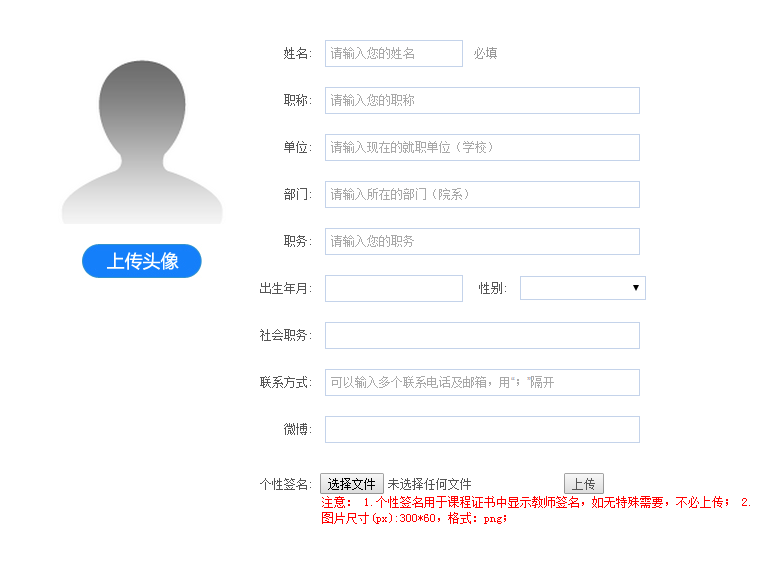 姓名： 请输入您的姓名 必填
职称： 请输入您的职称
单位： 请输入现在的就职单位（学校）
部门： 请输入所在的部门（院系）
上传头像
职务： 请输入您的职务
出生年月： 性别：
社会职务：
联系方式： 可以输入多个联系电话及邮箱，用“；”隔开
微博：
个性签名： 选择文件 未选择任何文件 上传
注意： 1.个性签名用于课程证书中显示教师签名，如无特殊需要，不必上传； 2.
图片尺寸(px):300*60，格式：png；